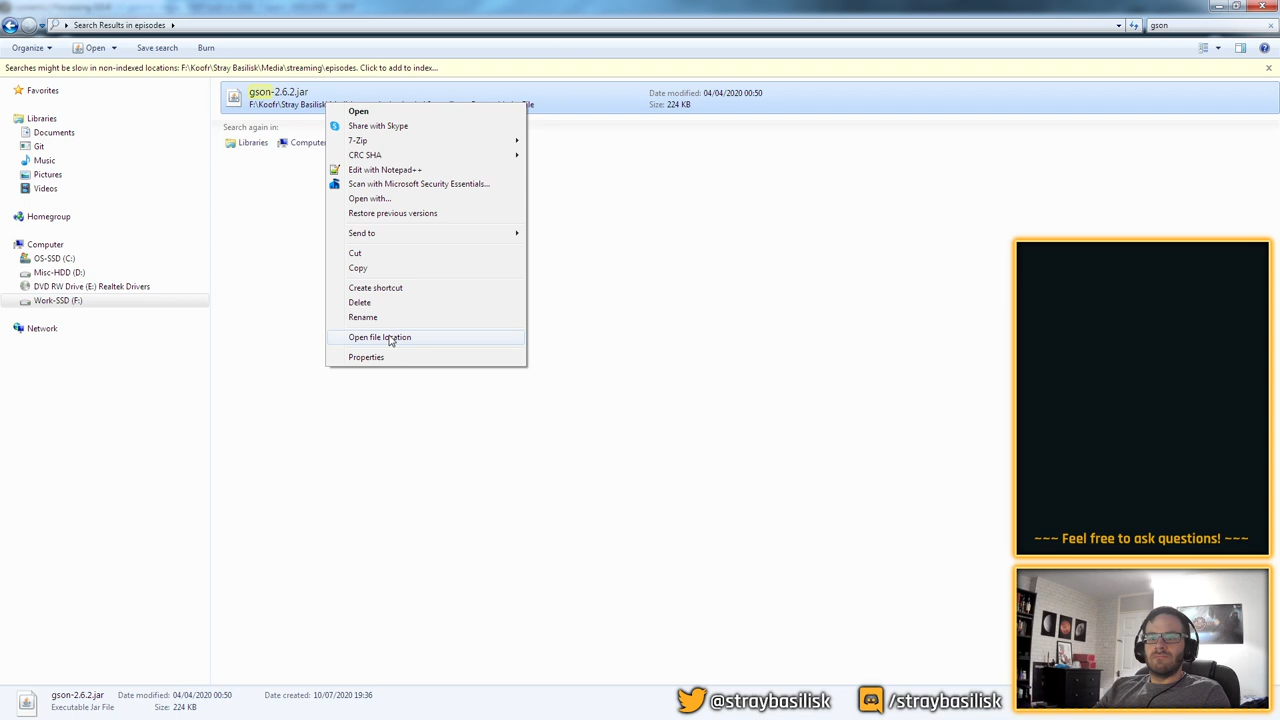 Search Results in episodes
gson
Organize
Open
Save search
Burn
Searches might be slow in non-indexed locations: F:\Koofr\Stray Basilisk\Media\streaming\episodes. Click to add to index...
Favorites
Libraries
Documents
Git
Music
Pictures
Videos
Homegroup
Computer
OS-SSD (C:)
Misc-HDD (D:)
DVD RW Drive (E:) Realtek Drivers
Work-SSD (F:)
Network
gson-2.6.2.jar
F:\Koofr\Stray Basilisk
File
Date modified: 04/04/2020 00:50
Size: 224 KB
Search again in:
Libraries
Computer
Open
Share with Skype
7-Zip
CRC SHA
Edit with Notepad++
Scan with Microsoft Security Essentials...
Open with...
Restore previous versions
Send to
Cut
Copy
Create shortcut
Delete
Rename
Open file location
Properties
~~~ Feel free to ask questions! ~~~
gson-2.6.2.jar
Date modified: 04/04/2020 00:50
Date created: 10/07/2020 19:36
Executable Jar File
Size: 224 KB
@straybasilisk
/straybasilisk